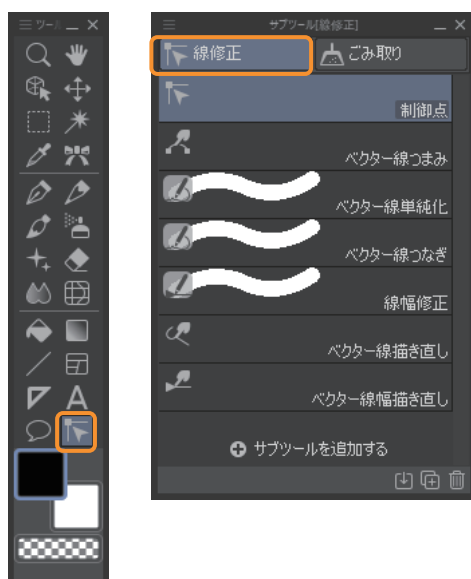 ツール
サブツール[線修正]
線修正
ごみ取り
制御点
ベクター線つまみ
ベクター線単純化
ベクター線つなぎ
線幅修正
ベクター線描き直し
ベクター線幅描き直し
サブツールを追加する